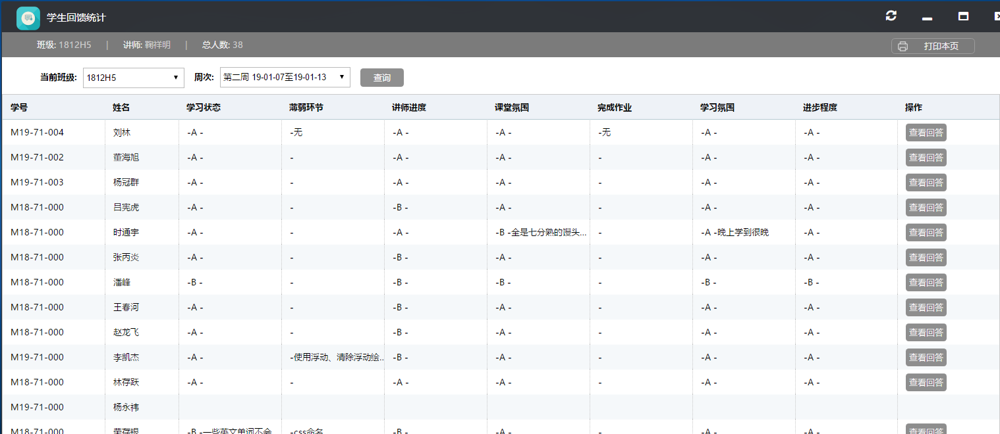 学生回馈统计
班级: 1812H5 | 讲师: 鞠祥明 | 总人数: 38 打印本页
当前班级: 1812H5 周次: 第二周 19-01-07至19-01-13 查询
学号 姓名 学习状态 薄弱环节 讲师进度 课堂氛围 完成作业 学习氛围 进步程度 操作
M19-71-004 刘林 -A - -无 -A - -A - -无 -A - -A - 查看回答
M19-71-002 董海旭 -A - - -A - -A - - -A - -A - 查看回答
M19-71-003 杨冠群 -A - - -A - -A - - -A - -A - 查看回答
M18-71-000 吕宪虎 -A - - -B - -A - - -A - -A - 查看回答
M18-71-000 时通宇 -A - - -A - -B -全是七分熟的馒头... - -A -晚上学到很晚 -A - 查看回答
M18-71-000 张丙炎 -A - - -B - -A - - -A - -A - 查看回答
M18-71-000 潘峰 -B - - -B - -B - - -B - -B - 查看回答
M18-71-000 王春河 -A - - -B - -A - - -A - -A - 查看回答
M18-71-000 赵龙飞 -A - - -B - -A - - -A - -A - 查看回答
M19-71-000 李凯杰 -A - -使用浮动、清除浮动绘.. -B - -A - - -A - -A - 查看回答
M18-71-000 林存跃 -A - - -A - -A - - -A - -A - 查看回答
M19-71-000 杨永祎
M18-71-000 荣存银 -B -一些英文单词不会 -css命名 -B - -A - - -A - -A - 查看回答